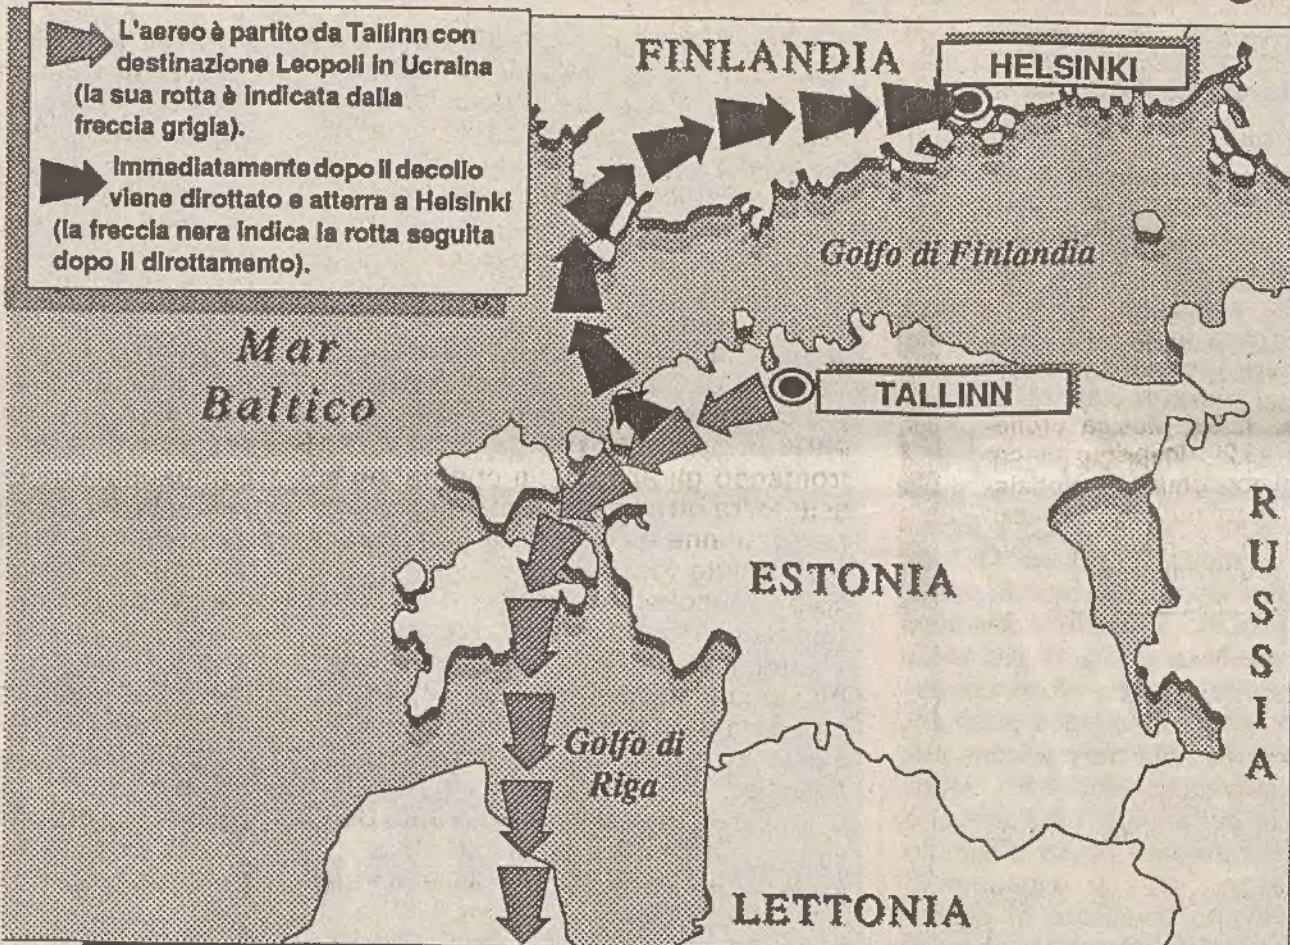 L'aereo è partito da Tallinn con
destinazione Leopoli in Ucraina
(la sua rotta è indicata dalla
freccia grigia).
Immediatamente dopo il decollo
viene dirottato e atterra a Helsinki
(la freccia nera indica la rotta seguita
dopo il dirottamento).
FINLANDIA
HELSINKI
Golfo di Finlandia
Mar
Baltico
TALLINN
ESTONIA
RUSSIA
Golfo di
Riga
LETTONIA